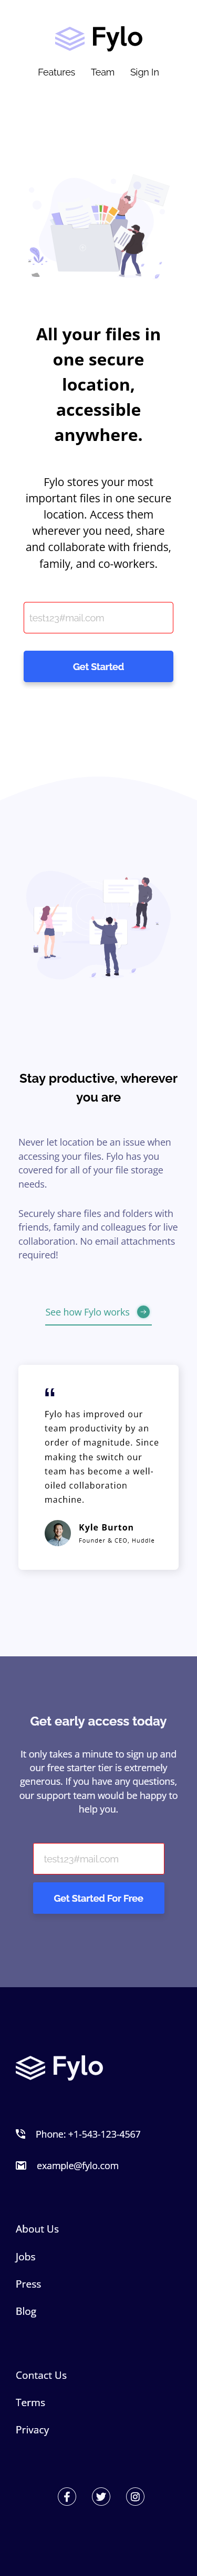 Fylo
Features Team Sign In
All your files in
one secure
location,
accessible
anywhere.
Fylo stores your most
important files in one secure
location. Access them
wherever you need, share
and collaborate with friends,
family, and co-workers.
test123#mail.com
Get Started
Stay productive, wherever
you are
Never let location be an issue when
accessing your files. Fylo has you
covered for all of your file storage
needs.
Securely share files and folders with
friends, family and colleagues for live
collaboration. No email attachments
required!
See how Fylo works
“
Fylo has improved our
team productivity by an
order of magnitude. Since
making the switch our
team has become a well-
oiled collaboration
machine.
Kyle Burton
Founder & CEO, Huddle
Get early access today
It only takes a minute to sign up and
our free starter tier is extremely
generous. If you have any questions,
our support team would be happy to
help you.
test123#mail.com
Get Started For Free
Fylo
Phone: +1-543-123-4567
example@fylo.com
About Us
Jobs
Press
Blog
Contact Us
Terms
Privacy